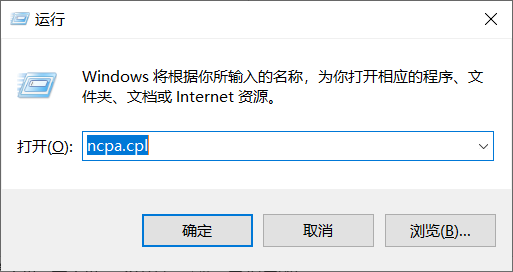 运行
Windows 将根据你所输入的名称，为你打开相应的程序、文
件夹、文档或 Internet 资源。
打开(O): ncpa.cpl
确定 取消 浏览(B)...